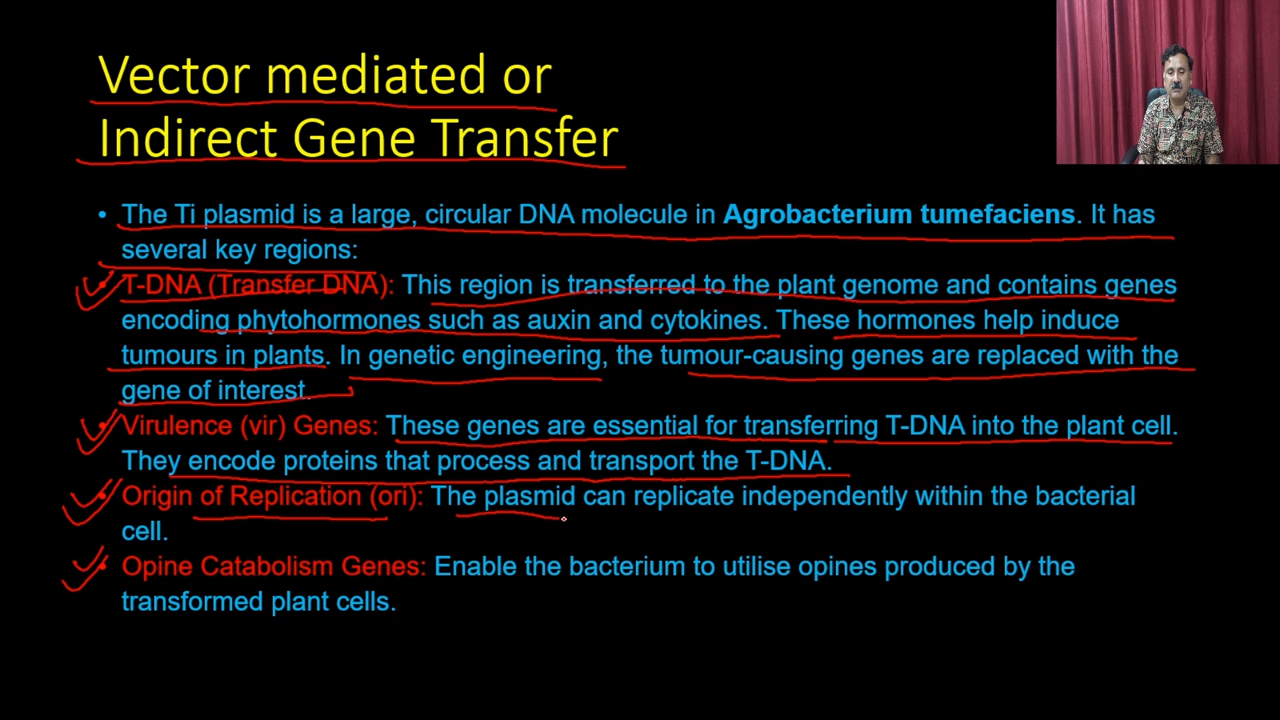 Vector mediated or
Indirect Gene Transfer
• The Ti plasmid is a large, circular DNA molecule in Agrobacterium tumefaciens. It has
several key regions:
• T-DNA (Transfer DNA): This region is transferred to the plant genome and contains genes
encoding phytohormones such as auxin and cytokines. These hormones help induce
tumours in plants. In genetic engineering, the tumour-causing genes are replaced with the
gene of interest.
• Virulence (vir) Genes: These genes are essential for transferring T-DNA into the plant cell.
They encode proteins that process and transport the T-DNA.
• Origin of Replication (ori): The plasmid can replicate independently within the bacterial
cell.
• Opine Catabolism Genes: Enable the bacterium to utilise opines produced by the
transformed plant cells.